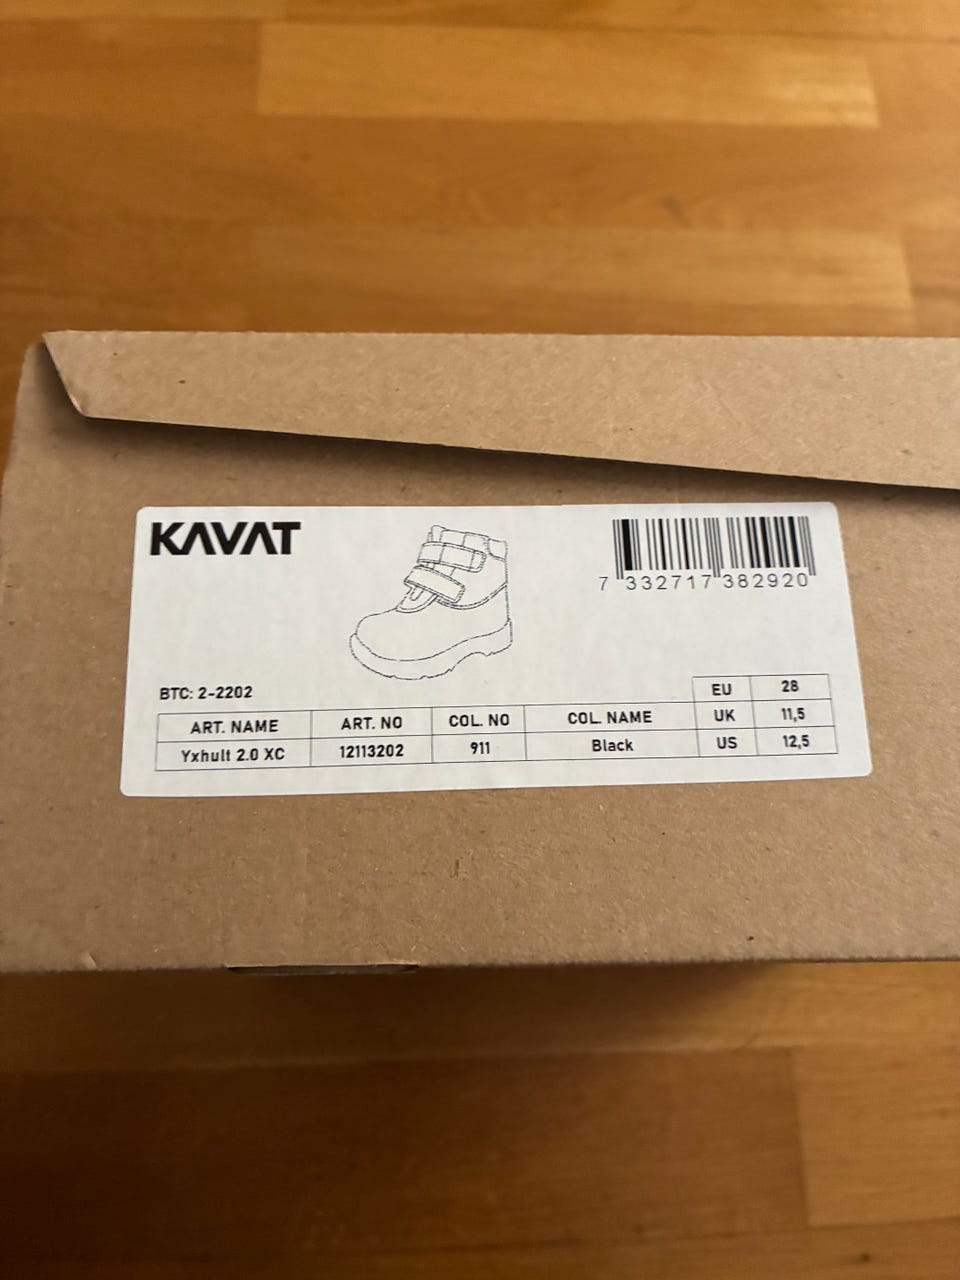 KAVAT
7 332717 382920
BTC: 2-2202
ART. NAME ART. NO COL. NO COL. NAME
Yxhult 2.0 XC 12113202 911 Black
EU 28
UK 11,5
US 12,5